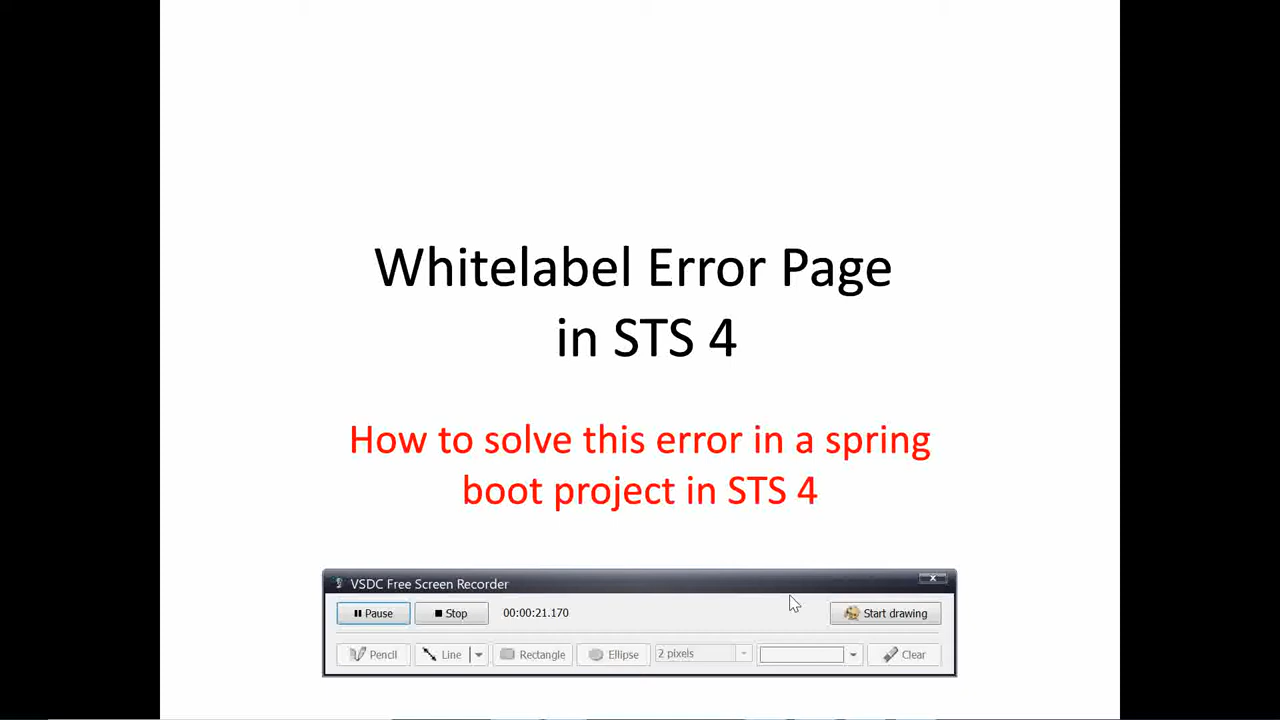 Whitelabel Error Page
in STS 4
How to solve this error in a spring
boot project in STS 4
VSDC Free Screen Recorder
Pause Stop 00:00:21.170 Start drawing
Pencil Line Rectangle Ellipse 2 pixels Clear